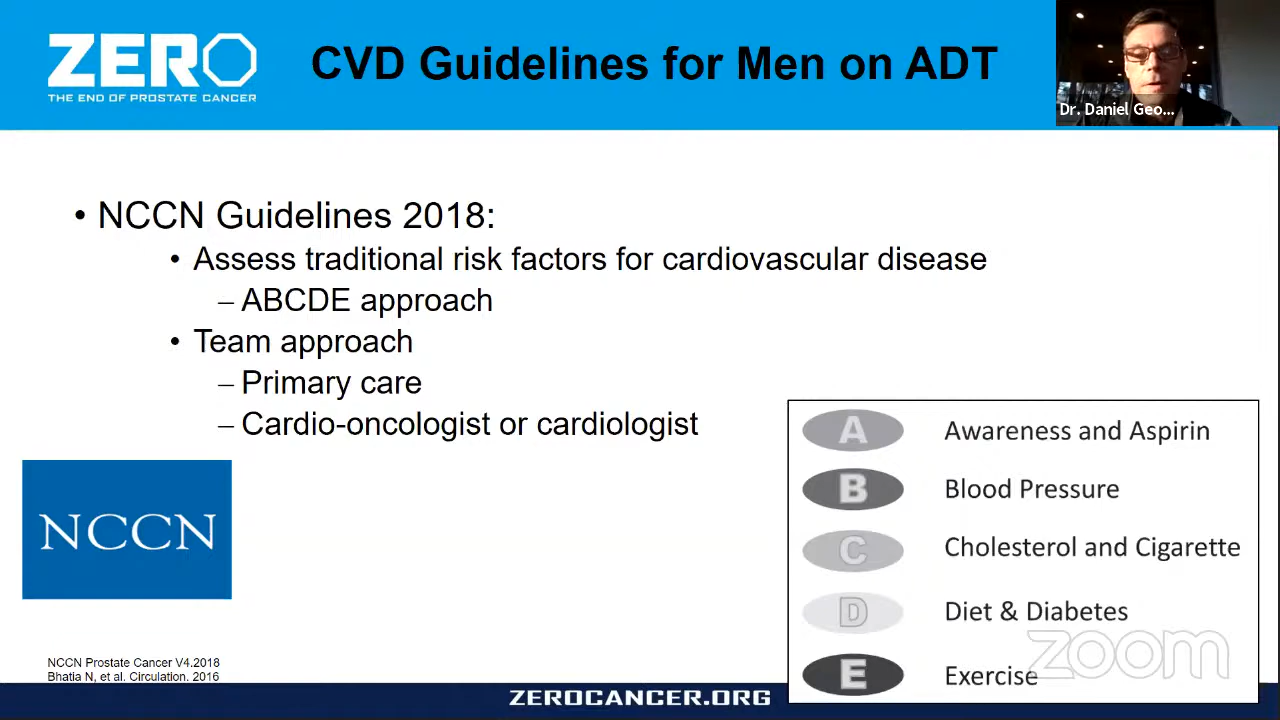 ZERO
THE END OF PROSTATE CANCER
CVD Guidelines for Men on ADT
Dr. Daniel Geo...
• NCCN Guidelines 2018:
• Assess traditional risk factors for cardiovascular disease
– ABCDE approach
• Team approach
– Primary care
– Cardio-oncologist or cardiologist
NCCN
A Awareness and Aspirin
B Blood Pressure
C Cholesterol and Cigarette
D Diet & Diabetes
E Exercise
zoom
NCCN Prostate Cancer V4.2018
Bhatia N, et al. Circulation. 2016
ZEROCANCER.ORG